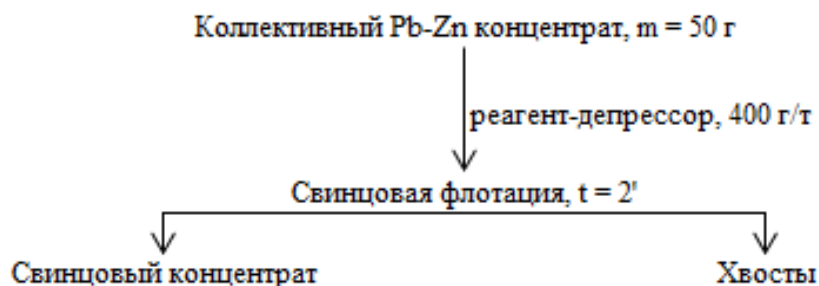 Коллективный Pb-Zn концентрат, m = 50 г
реагент-депрессор, 400 г/т
Свинцовая флотация, t = 2'
Свинцовый концентрат
Хвосты